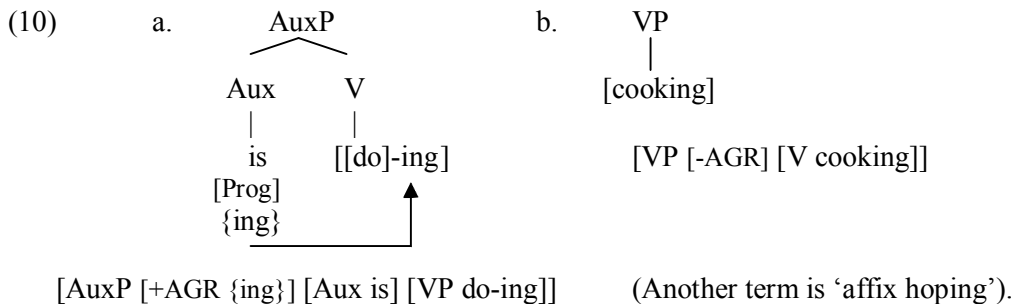 (10) a. AuxP b. VP
Aux V [cooking]
is [[do]-ing] [VP [-AGR] [V cooking]]
[Prog]
{ing}
[AuxP [+AGR {ing}] [Aux is] [VP do-ing]] (Another term is ‘affix hoping’).